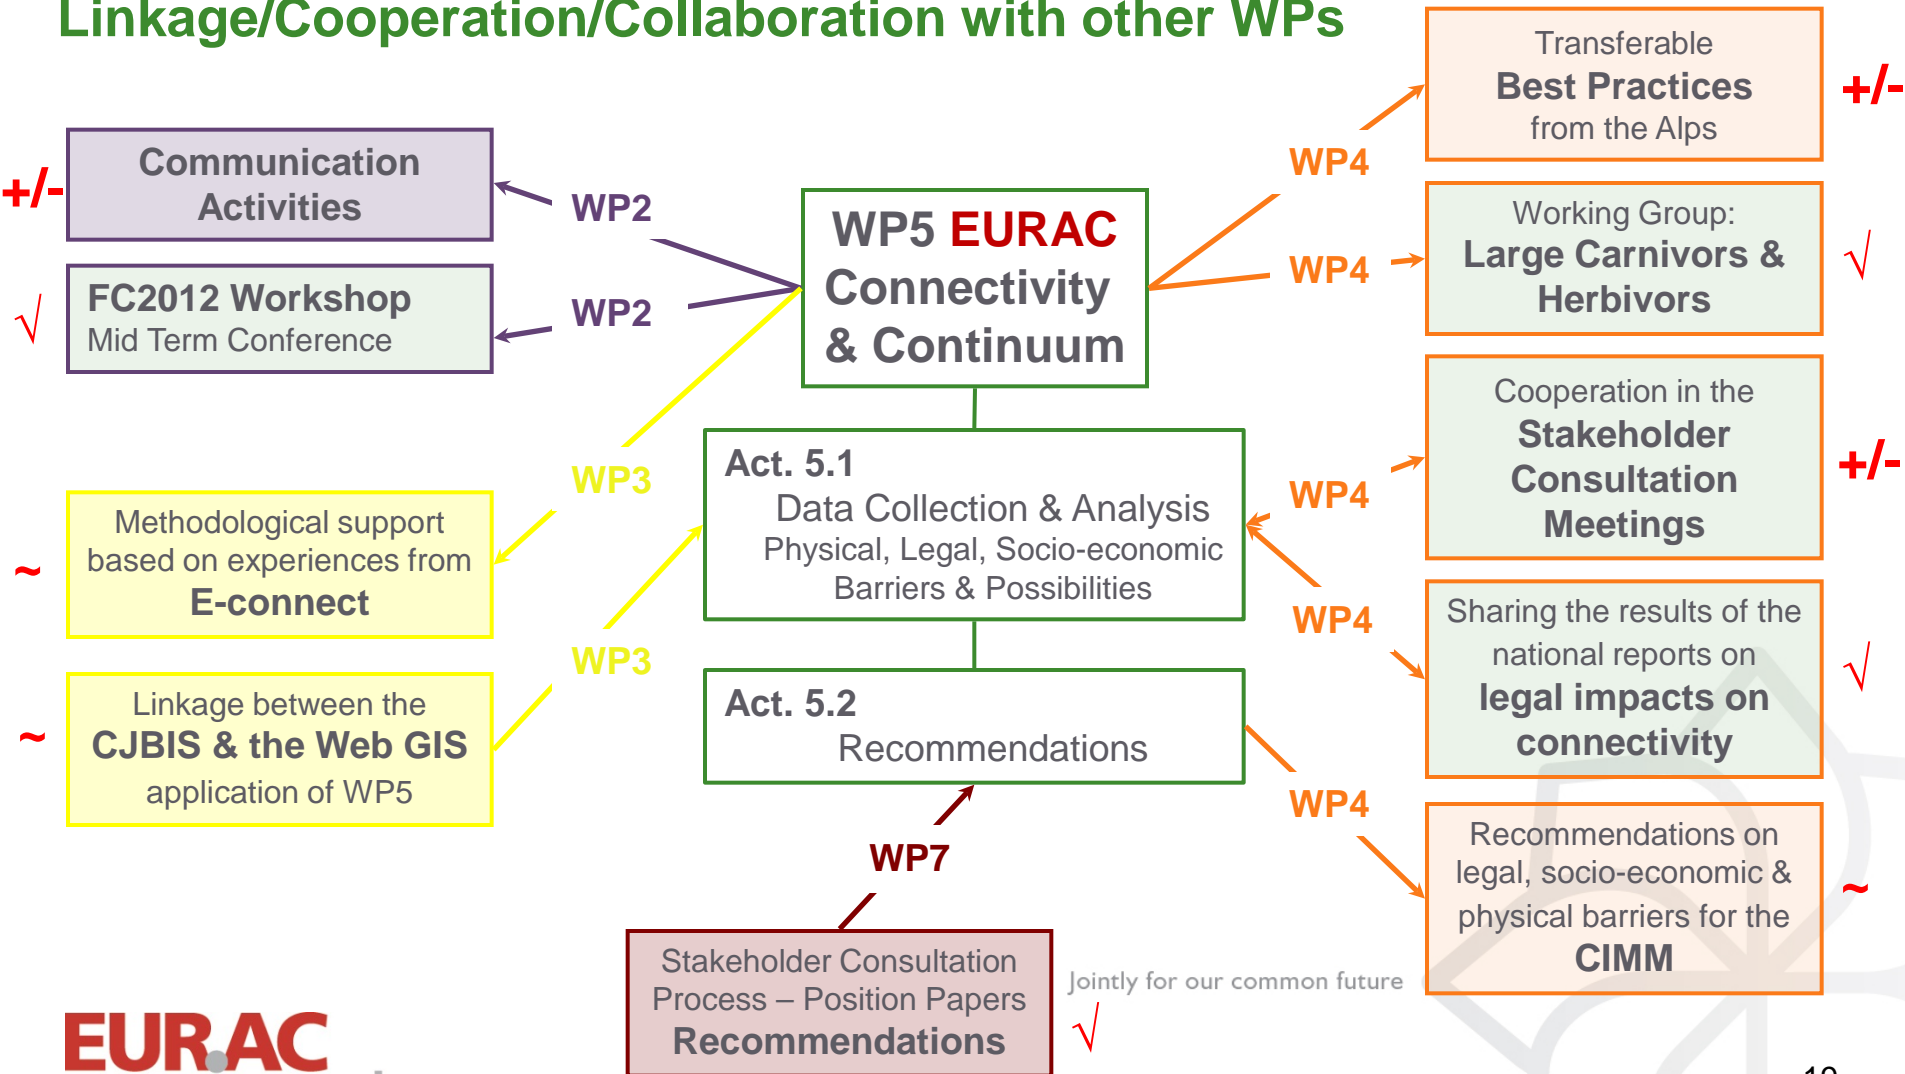 Linkage/Cooperation/Collaboration with other WPs
+/-
Communication
Activities
WP2
√
FC2012 Workshop
Mid Term Conference
WP2
WP5 EURAC
Connectivity
& Continuum
WP4
Transferable
Best Practices
from the Alps
+/-
WP4
Working Group:
Large Carnivors &
Herbivors
√
WP3
~
Methodological support
based on experiences from
E-connect
WP3
~
Linkage between the
CJBIS & the Web GIS
application of WP5
Act. 5.1
Data Collection & Analysis
Physical, Legal, Socio-economic
Barriers & Possibilities
WP4
Cooperation in the
Stakeholder
Consultation
Meetings
+/-
WP4
Sharing the results of the
national reports on
legal impacts on
connectivity
√
Act. 5.2
Recommendations
WP4
Recommendations on
legal, socio-economic &
physical barriers for the
CIMM
~
WP7
Stakeholder Consultation
Process – Position Papers
Recommendations
√
Jointly for our common future
EURAC